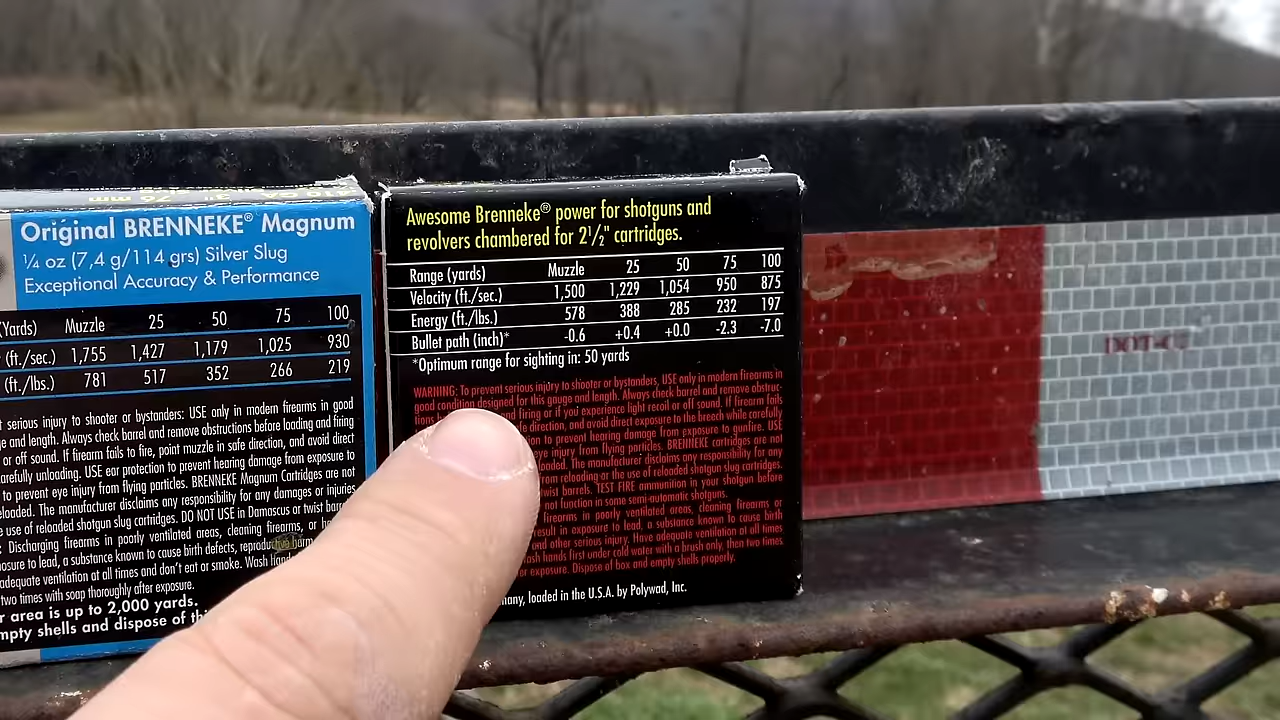 26 mm
Original BRENNEKE® Magnum
¼ oz (7,4 g/114 grs) Silver Slug
Exceptional Accuracy & Performance
(Yards) Muzzle 25 50 75 100
(ft./sec.) 1,755 1,427 1,179 1,025 930
(ft./lbs.) 781 517 352 266 219
serious injury to shooter or bystanders: USE only in modern firearms in good
and length. Always check barrel and remove obstructions before loading and firing
or off sound. If firearm fails to fire, point muzzle in safe direction, and avoid direct
carefully unloading. USE ear protection to prevent hearing damage from exposure to
to prevent eye injury from flying particles. BRENNEKE Magnum Cartridges are not
reloaded. The manufacturer disclaims any responsibility for any damages or injuries
use of reloaded shotgun slug cartridges. DO NOT USE in Damascus or twist
: Discharging firearms in poorly ventilated areas, cleaning firearms, or
to lead, a substance known to cause birth defects, reproductive harm
adequate ventilation at all times and don't eat or smoke. Wash
two times with soap thoroughly after exposure.
area is up to 2,000 yards.
empty shells and dispose of
Awesome Brenneke® power for shotguns and
revolvers chambered for 2½" cartridges.
Range (yards) Muzzle 25 50 75 100
Velocity (ft./sec.) 1,500 1,229 1,054 950 875
Energy (ft./lbs.) 578 388 285 232 197
Bullet path (inch)* -0.6 +0.4 +0.0 -2.3 -7.0
*Optimum range for sighting in: 50 yards
WARNING: To prevent serious injury to shooter or bystanders, USE only in modern firearms in
good condition designed for this gauge and length. Always check barrel and remove obstruc-
tions and firing or if you experience light recoil or off sound. If firearm fails
direction, and avoid direct exposure to the breech while carefully
to prevent hearing damage from exposure to gunfire. USE
eye injury from flying particles. BRENNEKE cartridges are not
loaded. The manufacturer disclaims any responsibility for any
from reloading or the use of reloaded shotgun slug cartridges.
twist barrels. TEST FIRE ammunition in your shotgun before
not function in some semi-automatic shotguns.
firearms in poorly ventilated areas, cleaning firearms or
result in exposure to lead, a substance known to cause birth
and other serious injury. Have adequate ventilation at all times
hands first under cold water with a brush only, then two times
exposure. Dispose of box and empty shells properly.
loaded in the U.S.A. by Polywad, Inc.